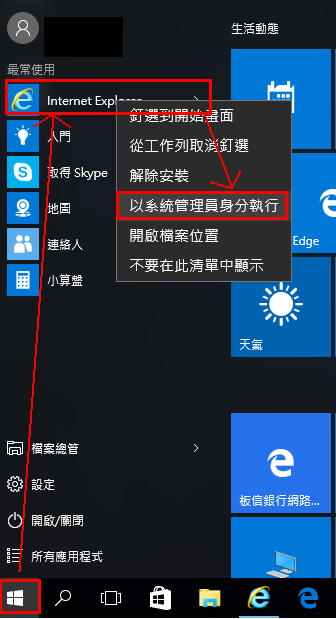 生活動態
最常使用
Internet Explorer
釘選到開始畫面
入門
從工作列取消釘選
取得 Skype
解除安裝
地圖
以系統管理員身分執行
連絡人
開啟檔案位置
Edge
小算盤
不要在此清單中顯示
天氣
檔案總管
設定
板信銀行網路...
開啟/關閉
所有應用程式